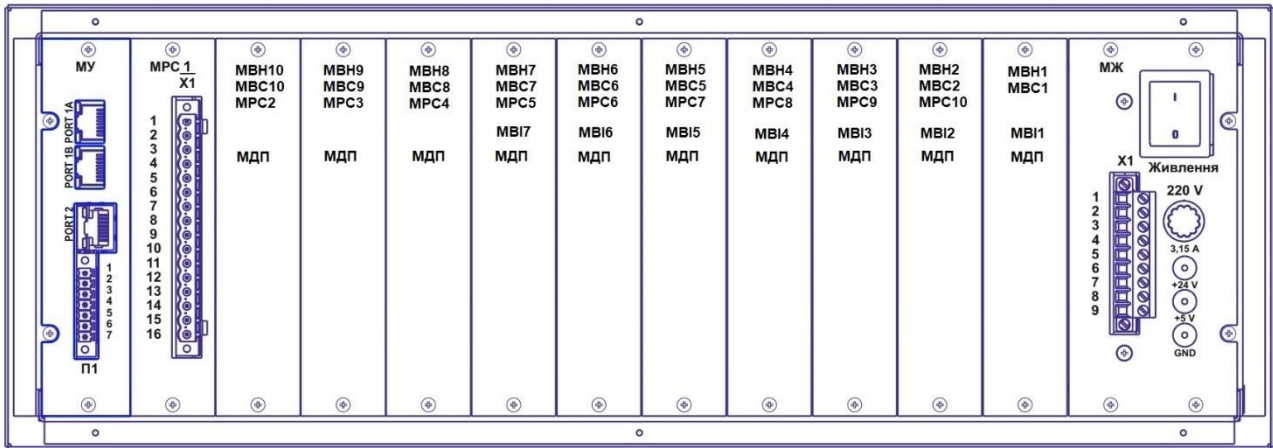 МУ
PORT 1A
PORT 1B
PORT 2
1
2
3
4
5
6
7
П1
МРС 1
X1
1
2
3
4
5
6
7
8
9
10
11
12
13
14
15
16
МВН10
МВС10
МРС2
МДП
МВН9
МВС9
МРС3
МДП
МВН8
МВС8
МРС4
МДП
МВН7
МВС7
МРС5
МВІ7
МДП
МВН6
МВС6
МРС6
МВІ6
МДП
МВН5
МВС5
МРС7
МВІ5
МДП
МВН4
МВС4
МРС8
МВІ4
МДП
МВН3
МВС3
МРС9
МВІ3
МДП
МВН2
МВС2
МРС10
МВІ2
МДП
МВН1
МВС1
МВІ1
МДП
МЖ
I
0
Живлення
X1
1
2
3
4
5
6
7
8
9
220 V
3,15 A
+24 V
+5 V
GND